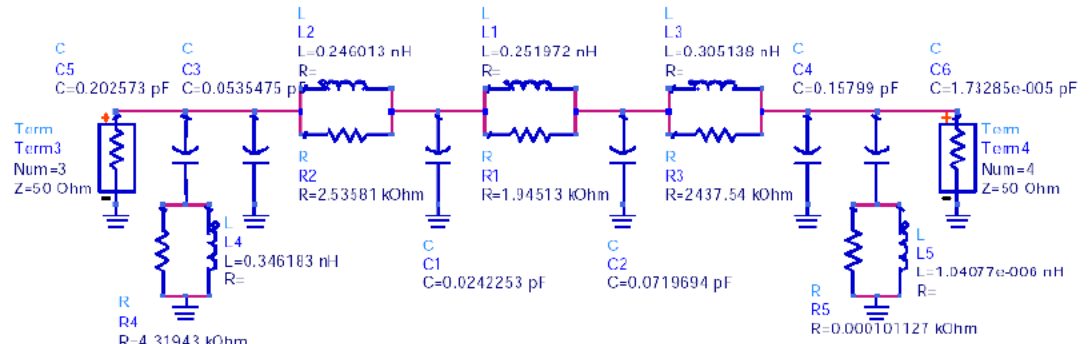 C
C5
C=0.202573 pF
C
C3
C=0.0535475 pF
L
L2
L=0.246013 nH
R=
L
L1
L=0.251972 nH
R=
L
L3
L=0.305138 nH
R=
C
C4
C=0.15799 pF
C
C6
C=1.73285e-005 pF
Term
Term3
Num=3
Z=50 Ohm
R
R2
R=2.53581 kOhm
R
R1
R=1.94513 kOhm
R
R3
R=2437.54 kOhm
Term
Term4
Num=4
Z=50 Ohm
L
L4
L=0.346183 nH
R=
C
C1
C=0.0242253 pF
C
C2
C=0.0719694 pF
L
L5
L=1.04077e-006 nH
R=
R
R4
R=4.31943 kOhm
R
R5
R=0.000101127 kOhm